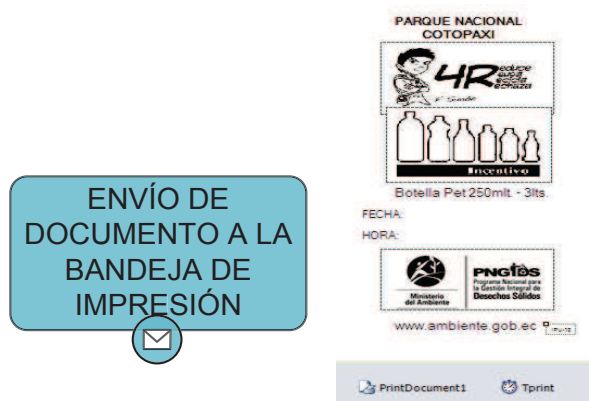 ENVÍO DE
DOCUMENTO A LA
BANDEJA DE
IMPRESIÓN
PARQUE NACIONAL
COTOPAXI
4R educe
Incentivo
Botella Pet 250mlt. - 3lts.
FECHA:
HORA:
Ministerio
del Ambiente
PNGIDS
Programa Nacional para
la Gestión Integral de
Desechos Sólidos
www.ambiente.gob.ec
PrintDocument1
Tprint